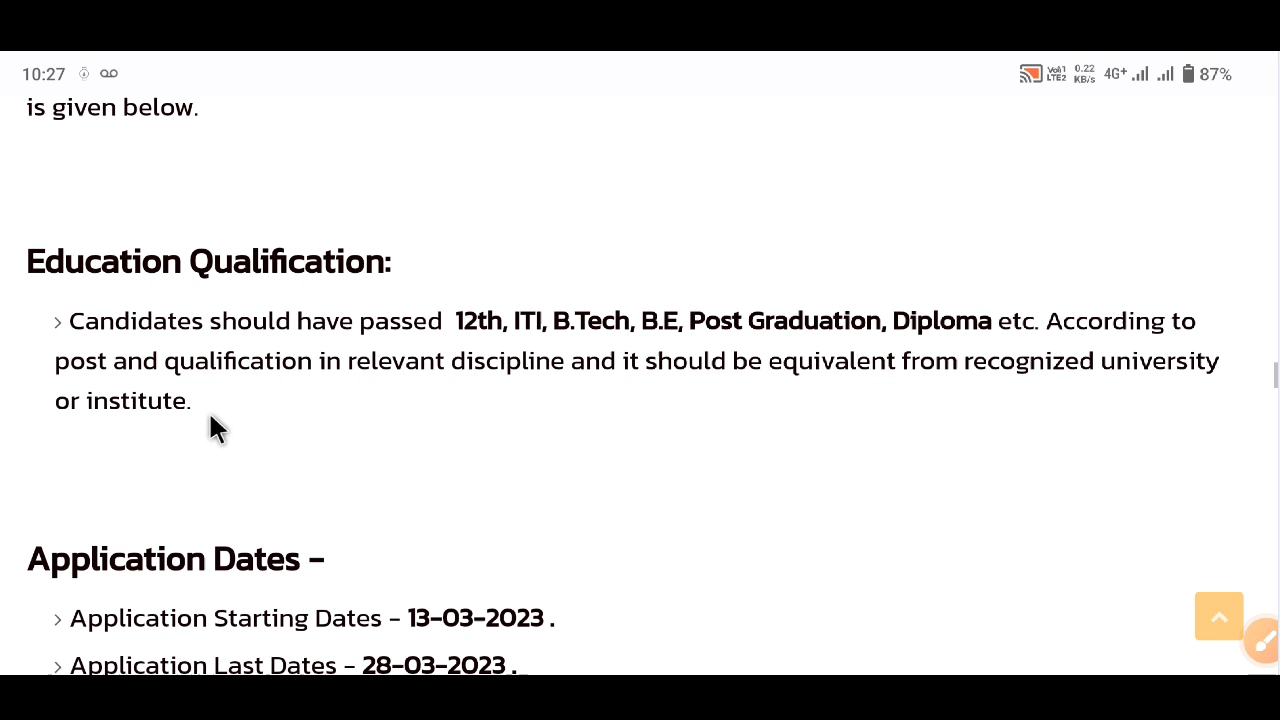 10:27
Vol1 LTE2 0.22 KB/s 4G+ 87%
is given below.
Education Qualification:
Candidates should have passed 12th, ITI, B.Tech, B.E, Post Graduation, Diploma etc. According to
post and qualification in relevant discipline and it should be equivalent from recognized university
or institute.
Application Dates –
Application Starting Dates – 13-03-2023 .
Application Last Dates – 28-03-2023 .